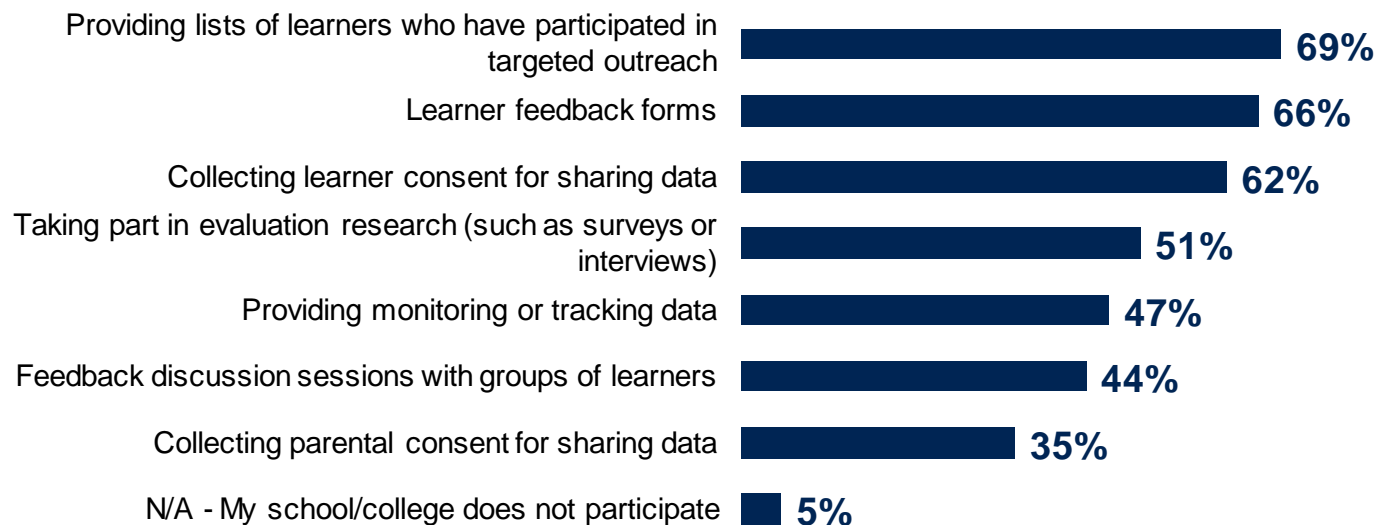 Providing lists of learners who have participated in
targeted outreach
69%
Learner feedback forms
66%
Collecting learner consent for sharing data
62%
Taking part in evaluation research (such as surveys or
interviews)
51%
Providing monitoring or tracking data
47%
Feedback discussion sessions with groups of learners
44%
Collecting parental consent for sharing data
35%
N/A - My school/college does not participate
5%